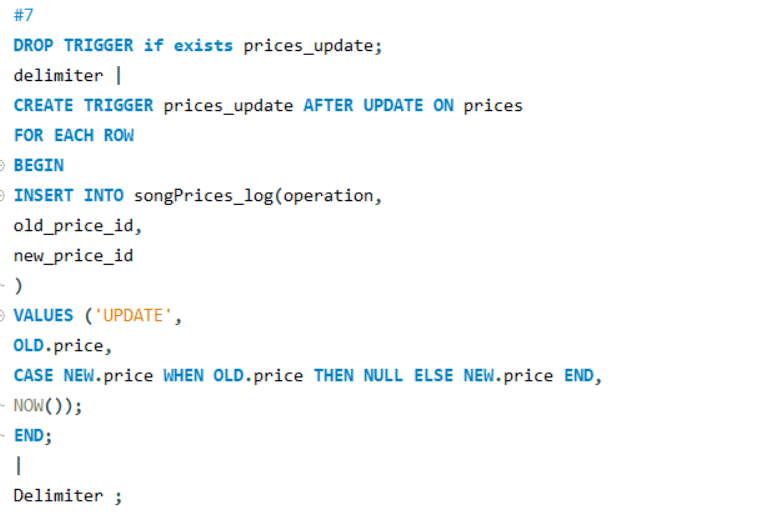 #7
DROP TRIGGER if exists prices_update;
delimiter |
CREATE TRIGGER prices_update AFTER UPDATE ON prices
FOR EACH ROW
BEGIN
INSERT INTO songPrices_log(operation,
old_price_id,
new_price_id
)
VALUES ('UPDATE',
OLD.price,
CASE NEW.price WHEN OLD.price THEN NULL ELSE NEW.price END,
NOW());
END;
|
Delimiter ;